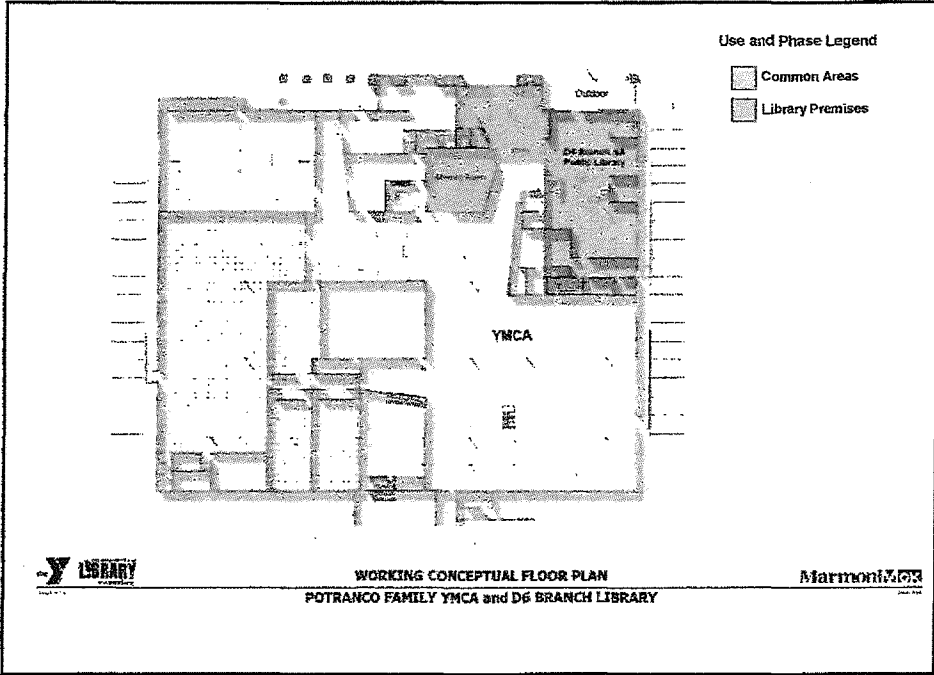 Use and Phase Legend
Common Areas
Library Premises
Outdoor
D6 Branch SA
Public Library
YMCA
LIBRARY
WORKING CONCEPTUAL FLOOR PLAN
POTRANCO FAMILY YMCA and D6 BRANCH LIBRARY
MarmonMok